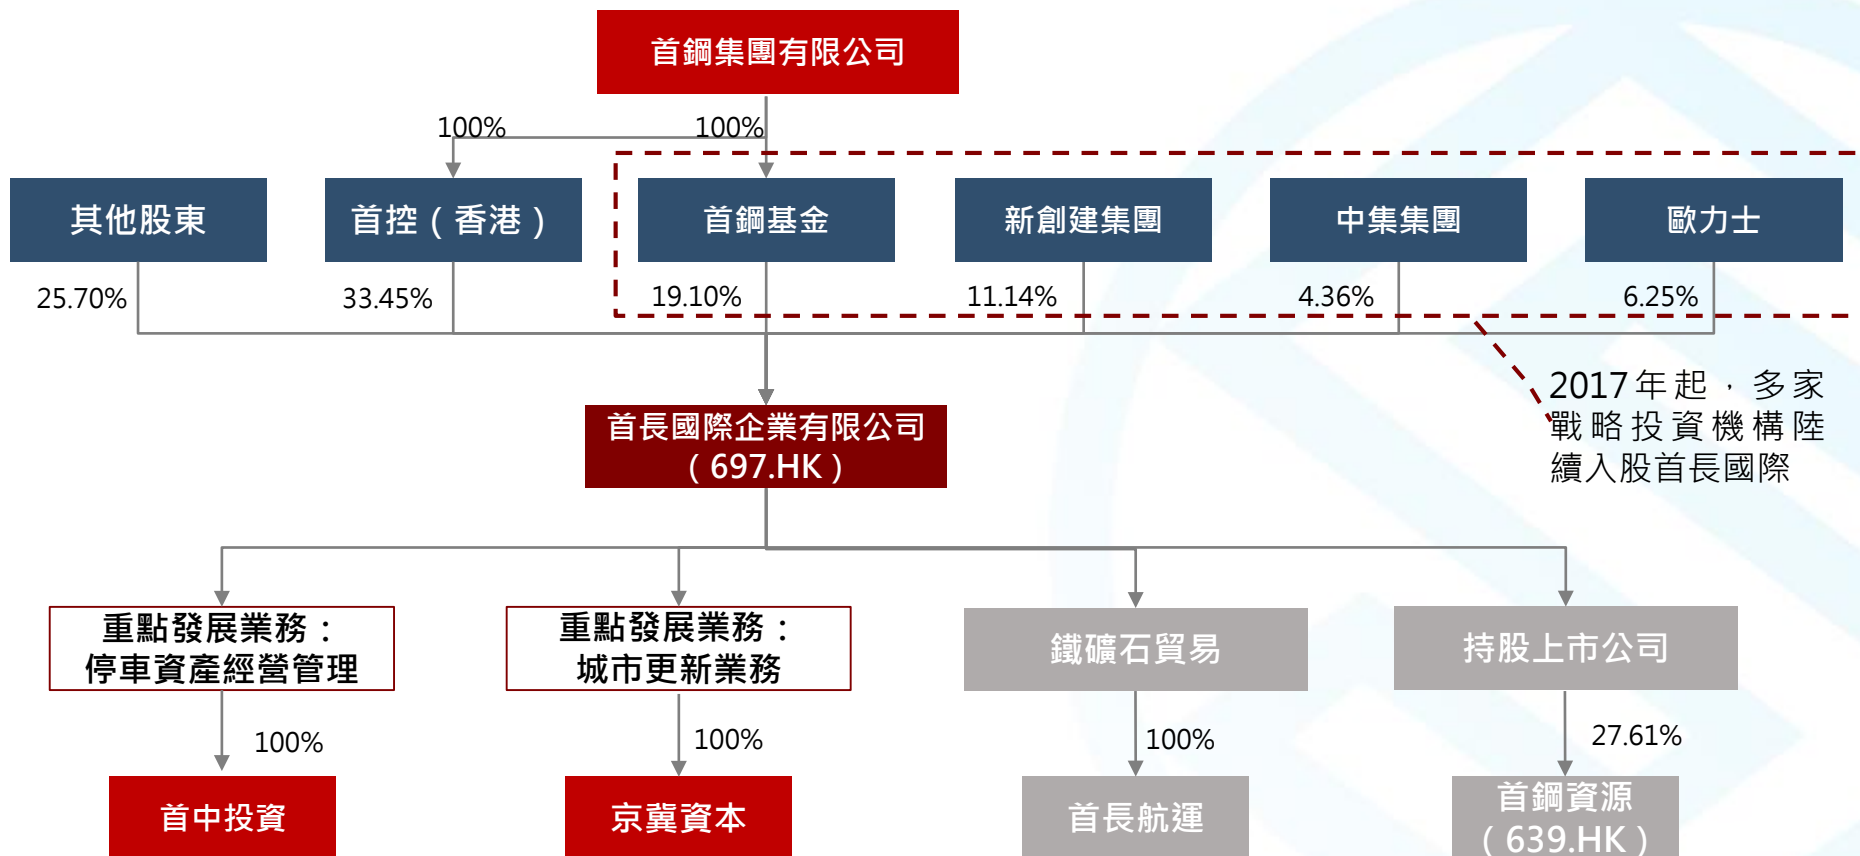 首鋼集團有限公司
100%
100%
其他股東
首控（香港）
首鋼基金
新創建集團
中集集團
歐力士
25.70%
33.45%
19.10%
11.14%
4.36%
6.25%
2017年起，多家
戰略投資機構陸
續入股首長國際
首長國際企業有限公司
（697.HK）
重點發展業務：
停車資產經營管理
重點發展業務：
城市更新業務
鐵礦石貿易
持股上市公司
100%
100%
100%
27.61%
首中投資
京冀資本
首長航運
首鋼資源
（639.HK）